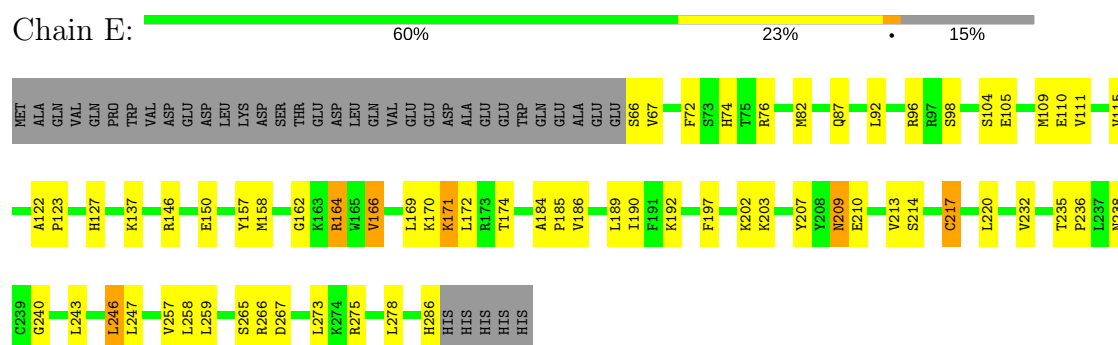 Chain E:
60% 23% • 15%
MET ALA GLN VAL GLN PRO TRP VAL ASP GLU ASP LEU LYS ASP SER THR GLU ASP LEU GLN VAL GLU GLU ASP ALA GLU GLU TRP GLN GLU ALA GLU GLU S66 V67 F72 S73 H74 T75 R76 M82 Q87 L92 R96 R97 S98 S104 E105 M109 E110 V111 V115
A122 P123 H127 K137 R146 E150 Y157 M158 G162 K163 R164 W165 V166 L169 K170 K171 L172 R173 T174 A184 P185 V186 L189 I190 F191 K192 F197 K202 K203 Y207 Y208 N209 E210 V213 S214 C217 L220 V232 T235 P236 L237 N238
C239 G240 L243 L246 L247 V257 L258 L259 S265 R266 D267 L273 K274 R275 L278 H286 HIS HIS HIS HIS HIS